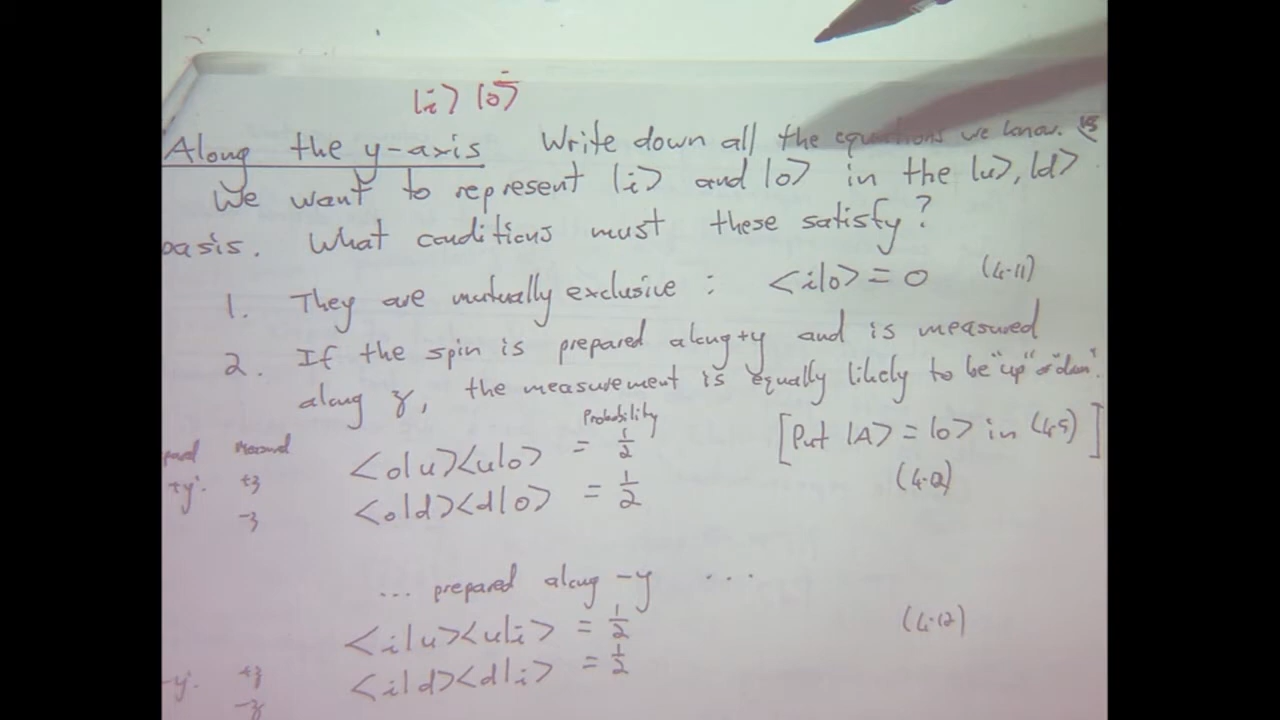 |i> |o>
Along the y-axis Write down all the equations we know.
We want to represent |i> and |o> in the |u>, |d>
basis. What conditions must these satisfy?
1. They are mutually exclusive : <i|o> = 0 (4.11)
2. If the spin is prepared along +y and is measured
along z, the measurement is equally likely to be "up" or "down".
Probability
Measured
<o|u><u|o> = 1/2 [Put |A> = |o> in (4.9)]
+y. +z
<o|d><d|o> = 1/2 (4.12)
-z
... prepared along -y ...
<i|u><u|i> = 1/2 (4.12)
-y. +z <i|d><d|i> = 1/2
-z